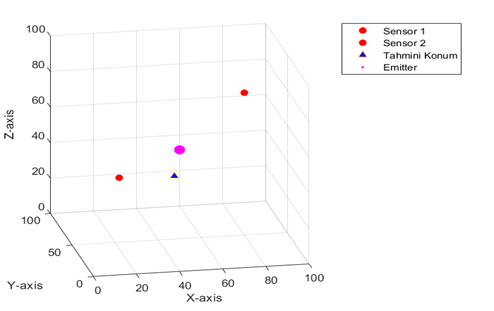 100
80
60
40
20
0
Z-axis
100
50
0
Y-axis
0
20
40
60
80
100
X-axis
Sensor 1
Sensor 2
Tahmini Konum
Emitter